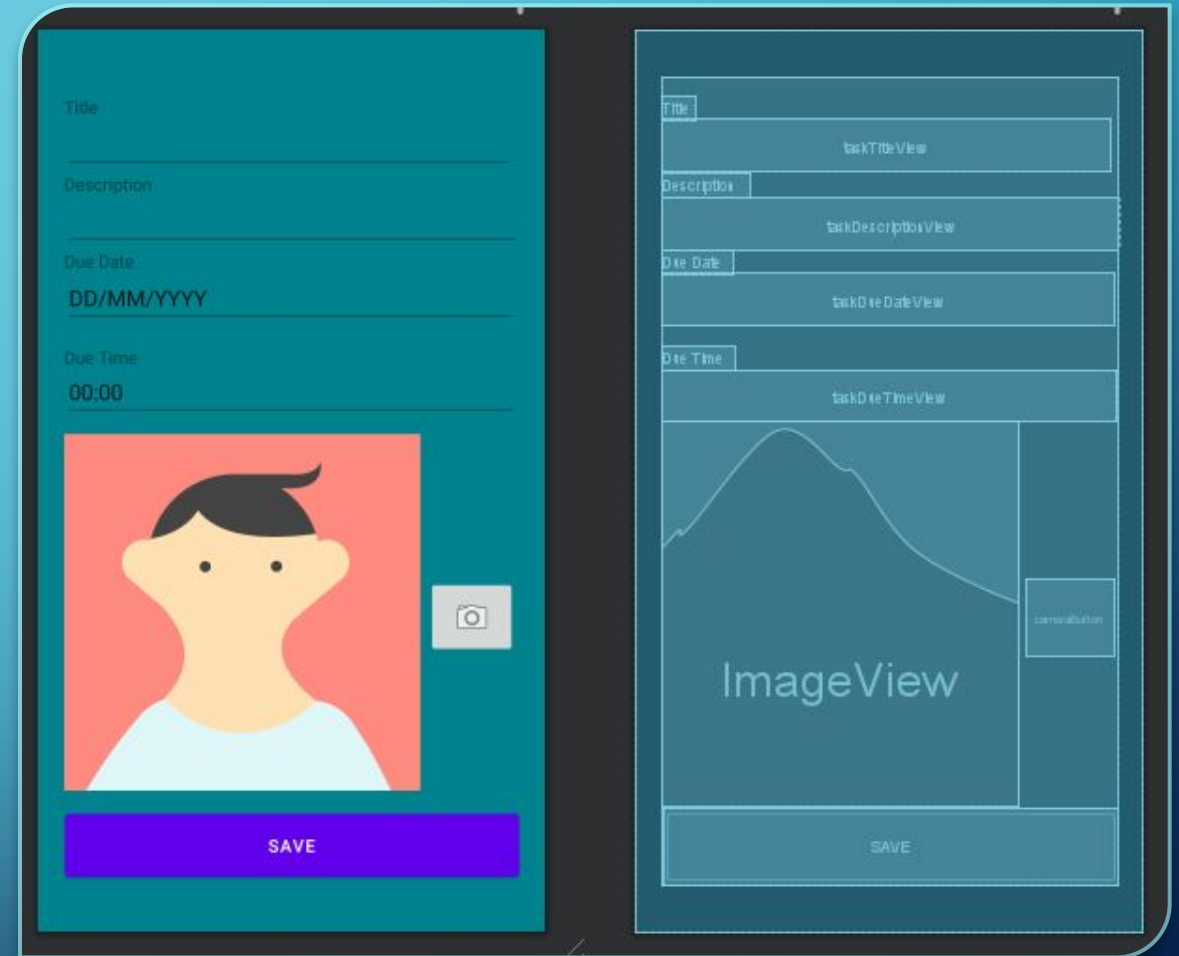 Title
Description
Due Date
DD/MM/YYYY
Due Time
00:00
SAVE
Title
taskTitleView
Description
taskDescriptionView
Due Date
taskDueDateView
Due Time
taskDueTimeView
ImageView
cameraButton
SAVE